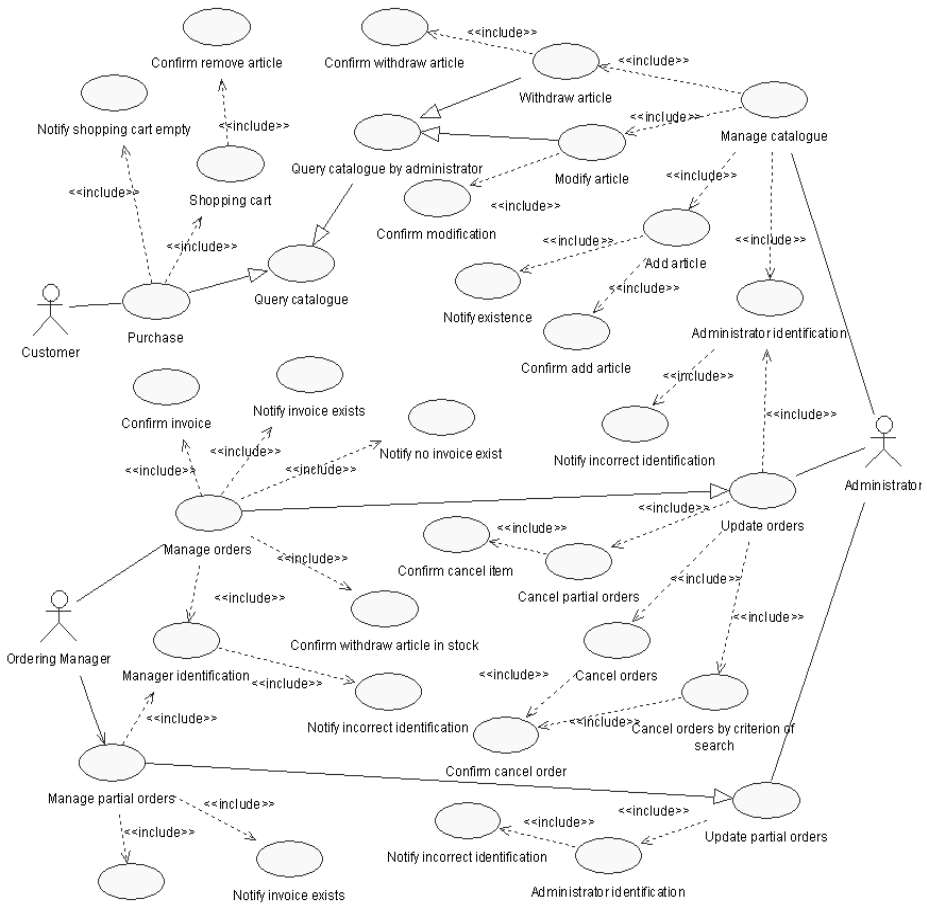 <<include>>
Confirm remove article
Confirm withdraw article
<<include>>
Withdraw article
Notify shopping cart empty
<<include>>
<<include>>
Manage catalogue
Query catalogue by administrator
Modify article
<<include>>
<<include>>
Shopping cart
<<include>>
Confirm modification
<<include>>
<<include>>
<<include>>
Add article
Query catalogue
<<include>>
Notify existence
Customer
Purchase
Administrator identification
Confirm add article
<<include>>
Notify invoice exists
Confirm invoice
<<include>>
Notify no invoice exist
<<include>>
Notify incorrect identification
<<include>>
<<include>>
Administrator
<<include>>
Update orders
<<include>>
Manage orders
<<include>>
Confirm cancel item
<<include>>
<<include>>
Cancel partial orders
<<include>>
Confirm withdraw article in stock
Ordering Manager
Manager identification
<<include>>
<<include>>
Cancel orders
<<include>>
Notify incorrect identification
<<include>>
Cancel orders by criterion of
search
Confirm cancel order
Manage partial orders
<<include>>
<<include>>
<<include>>
<<include>>
Update partial orders
Notify incorrect identification
Notify invoice exists
Administrator identification